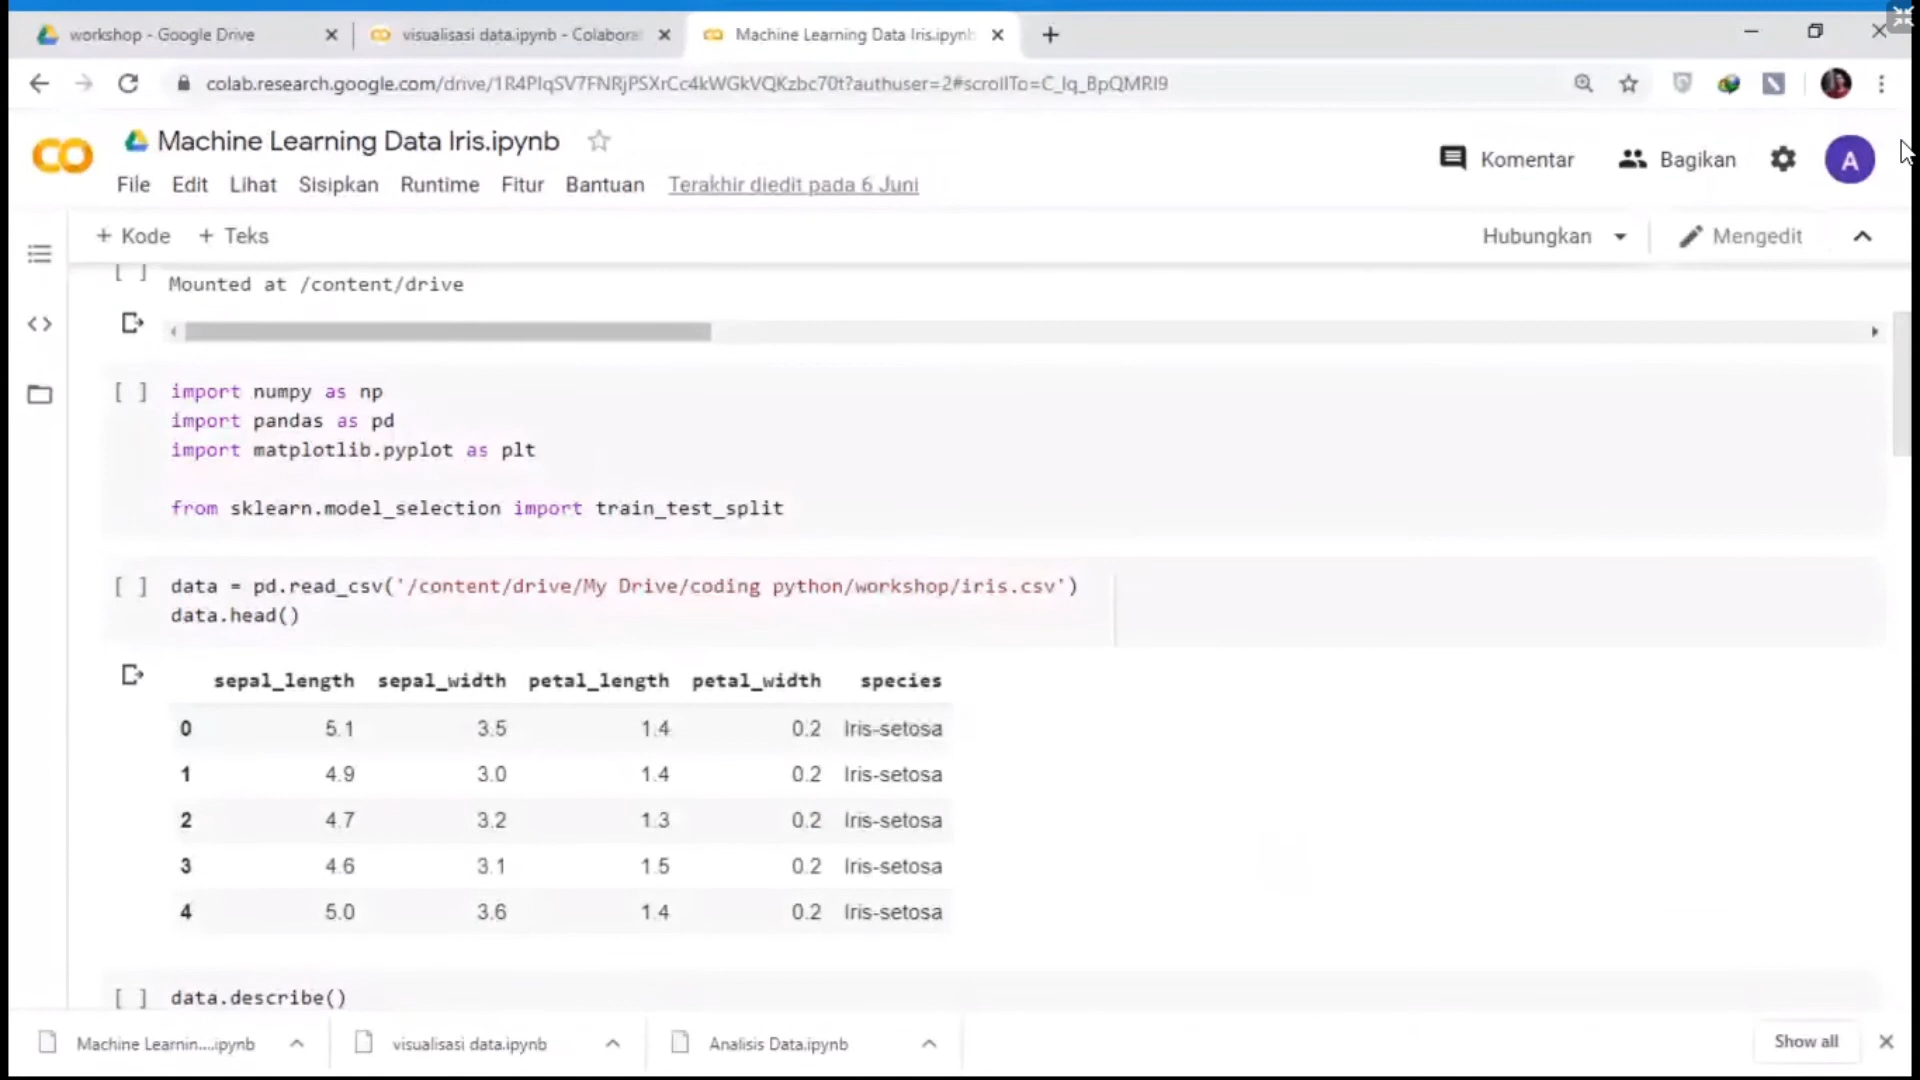 workshop - Google Drive
visualisasi data.ipynb - Colabora
Machine Learning Data Iris.ipynb
colab.research.google.com/drive/1R4PIqSV7FNRjPSXrCc4kWGkVQKzbc70t?authuser=2#scrollTo=C_lq_BpQMRI9
Machine Learning Data Iris.ipynb
Komentar Bagikan A
File Edit Lihat Sisipkan Runtime Fitur Bantuan Terakhir diedit pada 6 Juni
+ Kode + Teks Hubungkan Mengedit
[ ] Mounted at /content/drive
[ ] import numpy as np
import pandas as pd
import matplotlib.pyplot as plt
from sklearn.model_selection import train_test_split
[ ] data = pd.read_csv('/content/drive/My Drive/coding python/workshop/iris.csv')
data.head()
sepal_length sepal_width petal_length petal_width species
0 5.1 3.5 1.4 0.2 Iris-setosa
1 4.9 3.0 1.4 0.2 Iris-setosa
2 4.7 3.2 1.3 0.2 Iris-setosa
3 4.6 3.1 1.5 0.2 Iris-setosa
4 5.0 3.6 1.4 0.2 Iris-setosa
[ ] data.describe()
Machine Learnin....ipynb visualisasi data.ipynb Analisis Data.ipynb Show all